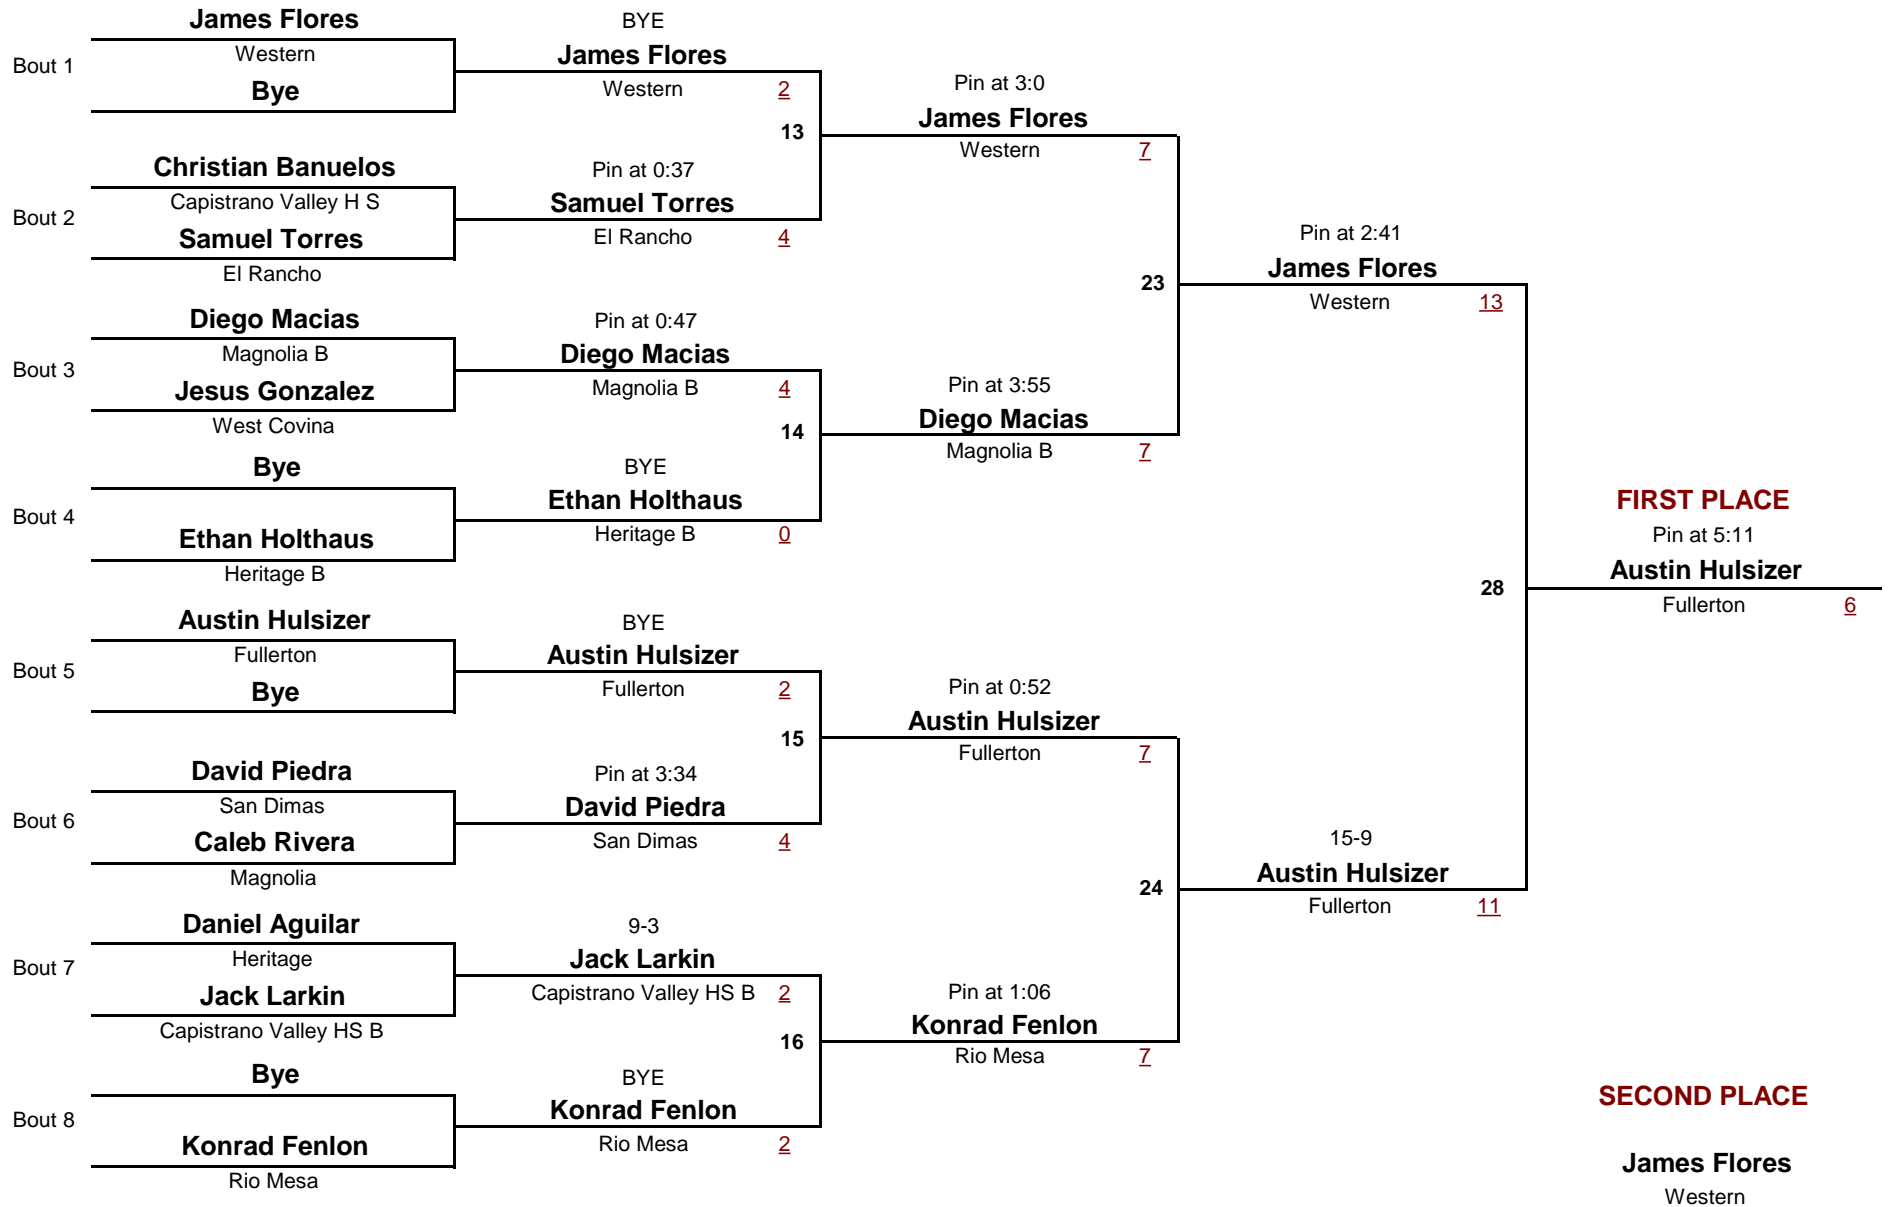 James Flores
Western
Bout 1
Bye
Christian Banuelos
Capistrano Valley H S
Bout 2
Samuel Torres
El Rancho
Diego Macias
Magnolia B
Bout 3
Jesus Gonzalez
West Covina
Bye
Bout 4
Ethan Holthaus
Heritage B
Austin Hulsizer
Fullerton
Bout 5
Bye
David Piedra
San Dimas
Bout 6
Caleb Rivera
Magnolia
Daniel Aguilar
Heritage
Bout 7
Jack Larkin
Capistrano Valley HS B
Bye
Bout 8
Konrad Fenlon
Rio Mesa
BYE
James Flores
Western 2
13
Pin at 0:37
Samuel Torres
El Rancho 4
Pin at 0:47
Diego Macias
Magnolia B 4
14
BYE
Ethan Holthaus
Heritage B 0
BYE
Austin Hulsizer
Fullerton 2
15
Pin at 3:34
David Piedra
San Dimas 4
9-3
Jack Larkin
Capistrano Valley HS B 2
16
BYE
Konrad Fenlon
Rio Mesa 2
Pin at 3:0
James Flores
Western 7
23
Pin at 3:55
Diego Macias
Magnolia B 7
Pin at 0:52
Austin Hulsizer
Fullerton 7
24
Pin at 1:06
Konrad Fenlon
Rio Mesa 7
Pin at 2:41
James Flores
Western 13
28
15-9
Austin Hulsizer
Fullerton 11
FIRST PLACE
Pin at 5:11
Austin Hulsizer
Fullerton 6
SECOND PLACE
James Flores
Western